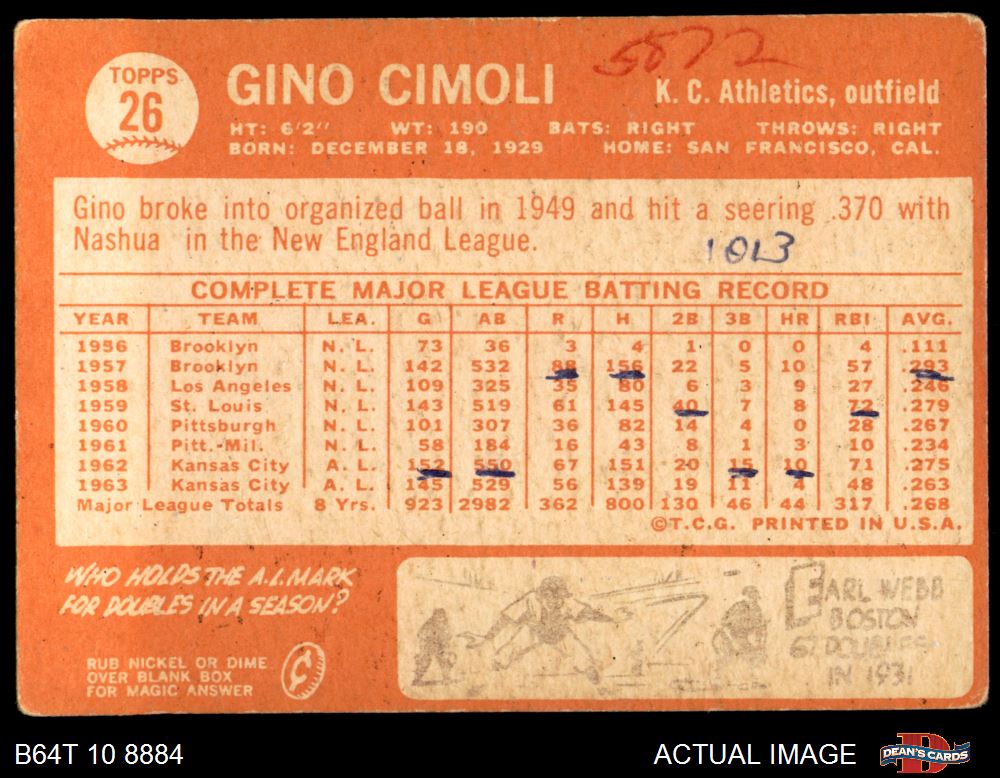 5872
TOPPS
26
GINO CIMOLI
K. C. Athletics, outfield
HT: 6'2" WT: 190 BATS: RIGHT THROWS: RIGHT
BORN: DECEMBER 18, 1929 HOME: SAN FRANCISCO, CAL.
Gino broke into organized ball in 1949 and hit a seering .370 with
Nashua in the New England League.
1013
COMPLETE MAJOR LEAGUE BATTING RECORD
YEAR TEAM LEA. G AB R H 2B 3B HR RBI AVG.
1956 Brooklyn N. L. 73 36 3 4 1 0 0 4 .111
1957 Brooklyn N. L. 142 532 88 156 22 5 10 57 .293
1958 Los Angeles N. L. 109 325 35 80 6 3 9 27 .246
1959 St. Louis N. L. 143 519 61 145 40 7 8 72 .279
1960 Pittsburgh N. L. 101 307 36 82 14 4 0 28 .267
1961 Pitt.-Mil. N. L. 58 184 16 43 8 1 3 10 .234
1962 Kansas City A. L. 152 550 67 151 20 15 10 71 .275
1963 Kansas City A. L. 145 529 56 139 19 11 4 48 .263
Major League Totals 8 Yrs. 923 2982 362 800 130 46 44 317 .268
©T.C.G. PRINTED IN U.S.A.
WHO HOLDS THE A.L. MARK
FOR DOUBLES IN A SEASON?
RUB NICKEL OR DIME
OVER BLANK BOX
FOR MAGIC ANSWER
EARL WEBB
BOSTON
67 DOUBLES
IN 1931
B64T 10 8884
ACTUAL IMAGE
DEAN'S CARDS